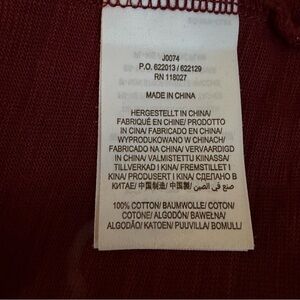 J0074
P.O. 622013 / 622129
RN 118027
MADE IN CHINA
HERGESTELLT IN CHINA/
FABRIQUÉ EN CHINE/ PRODOTTO
IN CINA/ FABRICADO EN CHINA/
WYPRODUKOWANO W CHINACH/
FABRICADO NA CHINA/ VERVAARDIGD
IN CHINA/ VALMISTETTU KIINASSA/
TILLVERKAD I KINA/ FREMSTILLET I
KINA/ PRODUSERT I KINA/ СДЕЛАНО В
КИТАЕ/ 中国制造/ 中国製/ صنع في الصين
100% COTTON/ BAUMWOLLE/ COTON/
COTONE/ ALGODÓN/ BAWEŁNA/
ALGODÃO/ KATOEN/ PUUVILLA/ BOMULL/